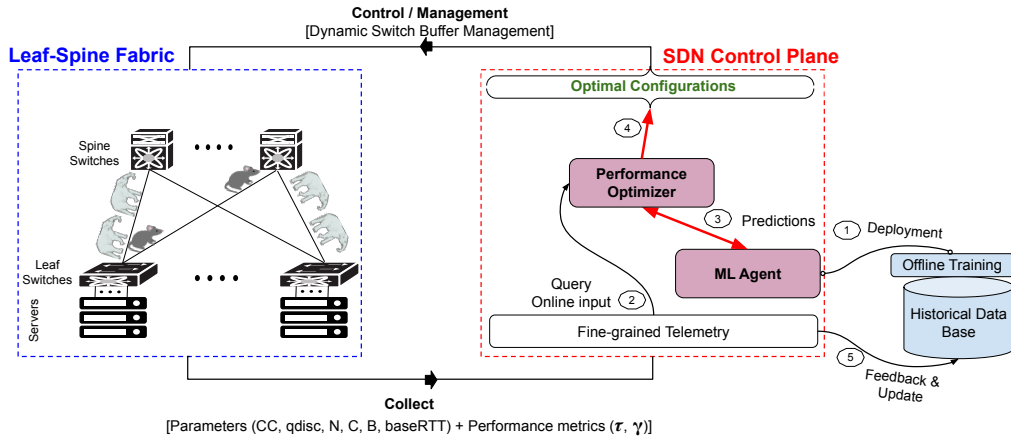 Control / Management
[Dynamic Switch Buffer Management]
Leaf-Spine Fabric
SDN Control Plane
Optimal Configurations
Spine
Switches
4
Performance
Optimizer
3
Predictions
1
Deployment
Leaf
Switches
ML Agent
Offline Training
Query
Online input
2
Servers
Historical Data
Base
Fine-grained Telemetry
5
Feedback &
Update
Collect
[Parameters (CC, qdisc, N, C, B, baseRTT) + Performance metrics (τ, γ)]